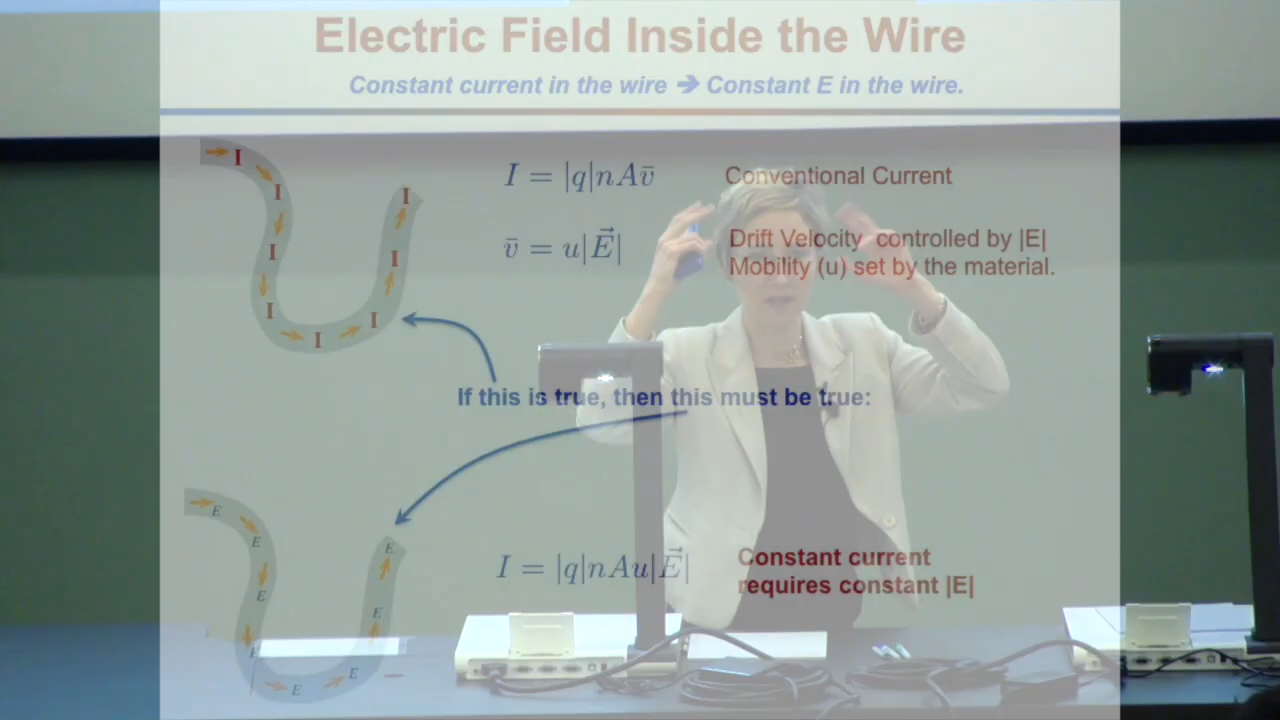 Electric Field Inside the Wire
Constant current in the wire ➔ Constant E in the wire.
I = |q|nAv̄
Conventional Current
v̄ = u|E⃗|
Drift Velocity controlled by |E|
Mobility (u) set by the material.
I
I
I
I
I
I
I
I
If this is true, then this must be true:
I = |q|nAu|E⃗|
Constant current
requires constant |E|
E
E
E
E
E
E
E
E